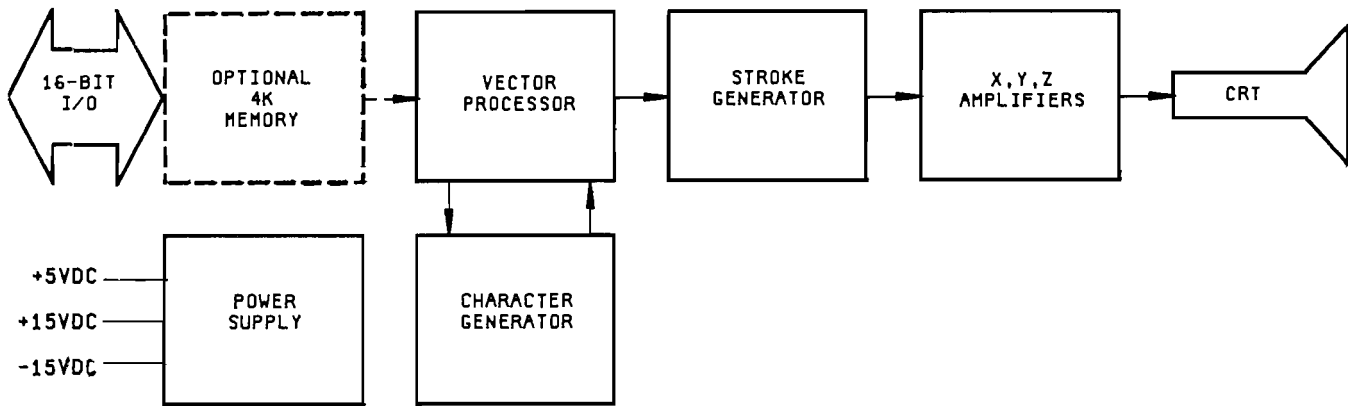 16-BIT
I/O
OPTIONAL
4K
MEMORY
VECTOR
PROCESSOR
STROKE
GENERATOR
X,Y,Z
AMPLIFIERS
CRT
+5VDC
+15VDC
-15VDC
POWER
SUPPLY
CHARACTER
GENERATOR